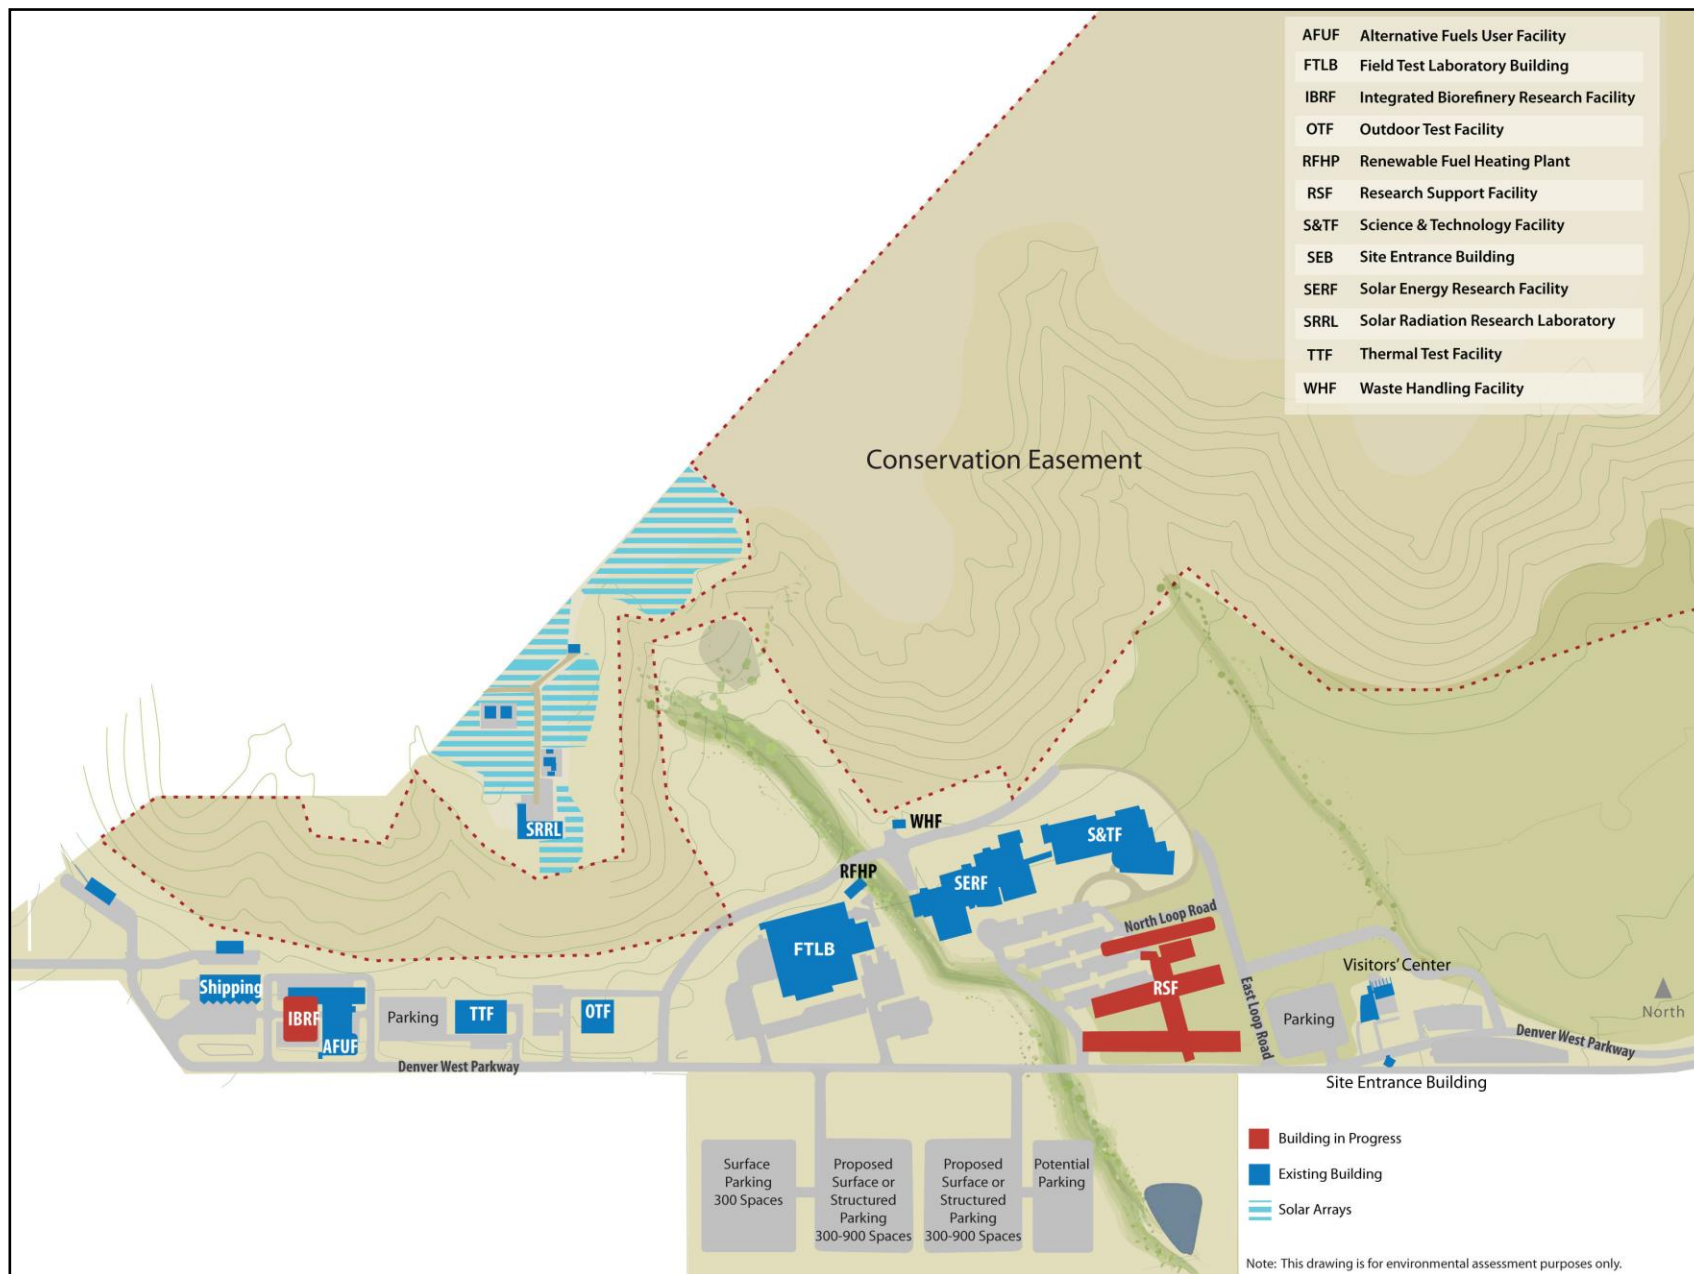 AFUF Alternative Fuels User Facility
FTLB Field Test Laboratory Building
IBRF Integrated Biorefinery Research Facility
OTF Outdoor Test Facility
RFHP Renewable Fuel Heating Plant
RSF Research Support Facility
S&TF Science & Technology Facility
SEB Site Entrance Building
SERF Solar Energy Research Facility
SRRL Solar Radiation Research Laboratory
TTF Thermal Test Facility
WHF Waste Handling Facility
Conservation Easement
SRRL
WHF
S&TF
RFHP
SERF
North Loop Road
FTLB
Visitors' Center
Shipping
RSF
East Loop Road
IBRF
AFUF
Parking
TTF
OTF
Parking
North
Denver West Parkway
Denver West Parkway
Site Entrance Building
Surface
Parking
300 Spaces
Proposed
Surface or
Structured
Parking
300-900 Spaces
Proposed
Surface or
Structured
Parking
300-900 Spaces
Potential
Parking
Building in Progress
Existing Building
Solar Arrays
Note: This drawing is for environmental assessment purposes only.